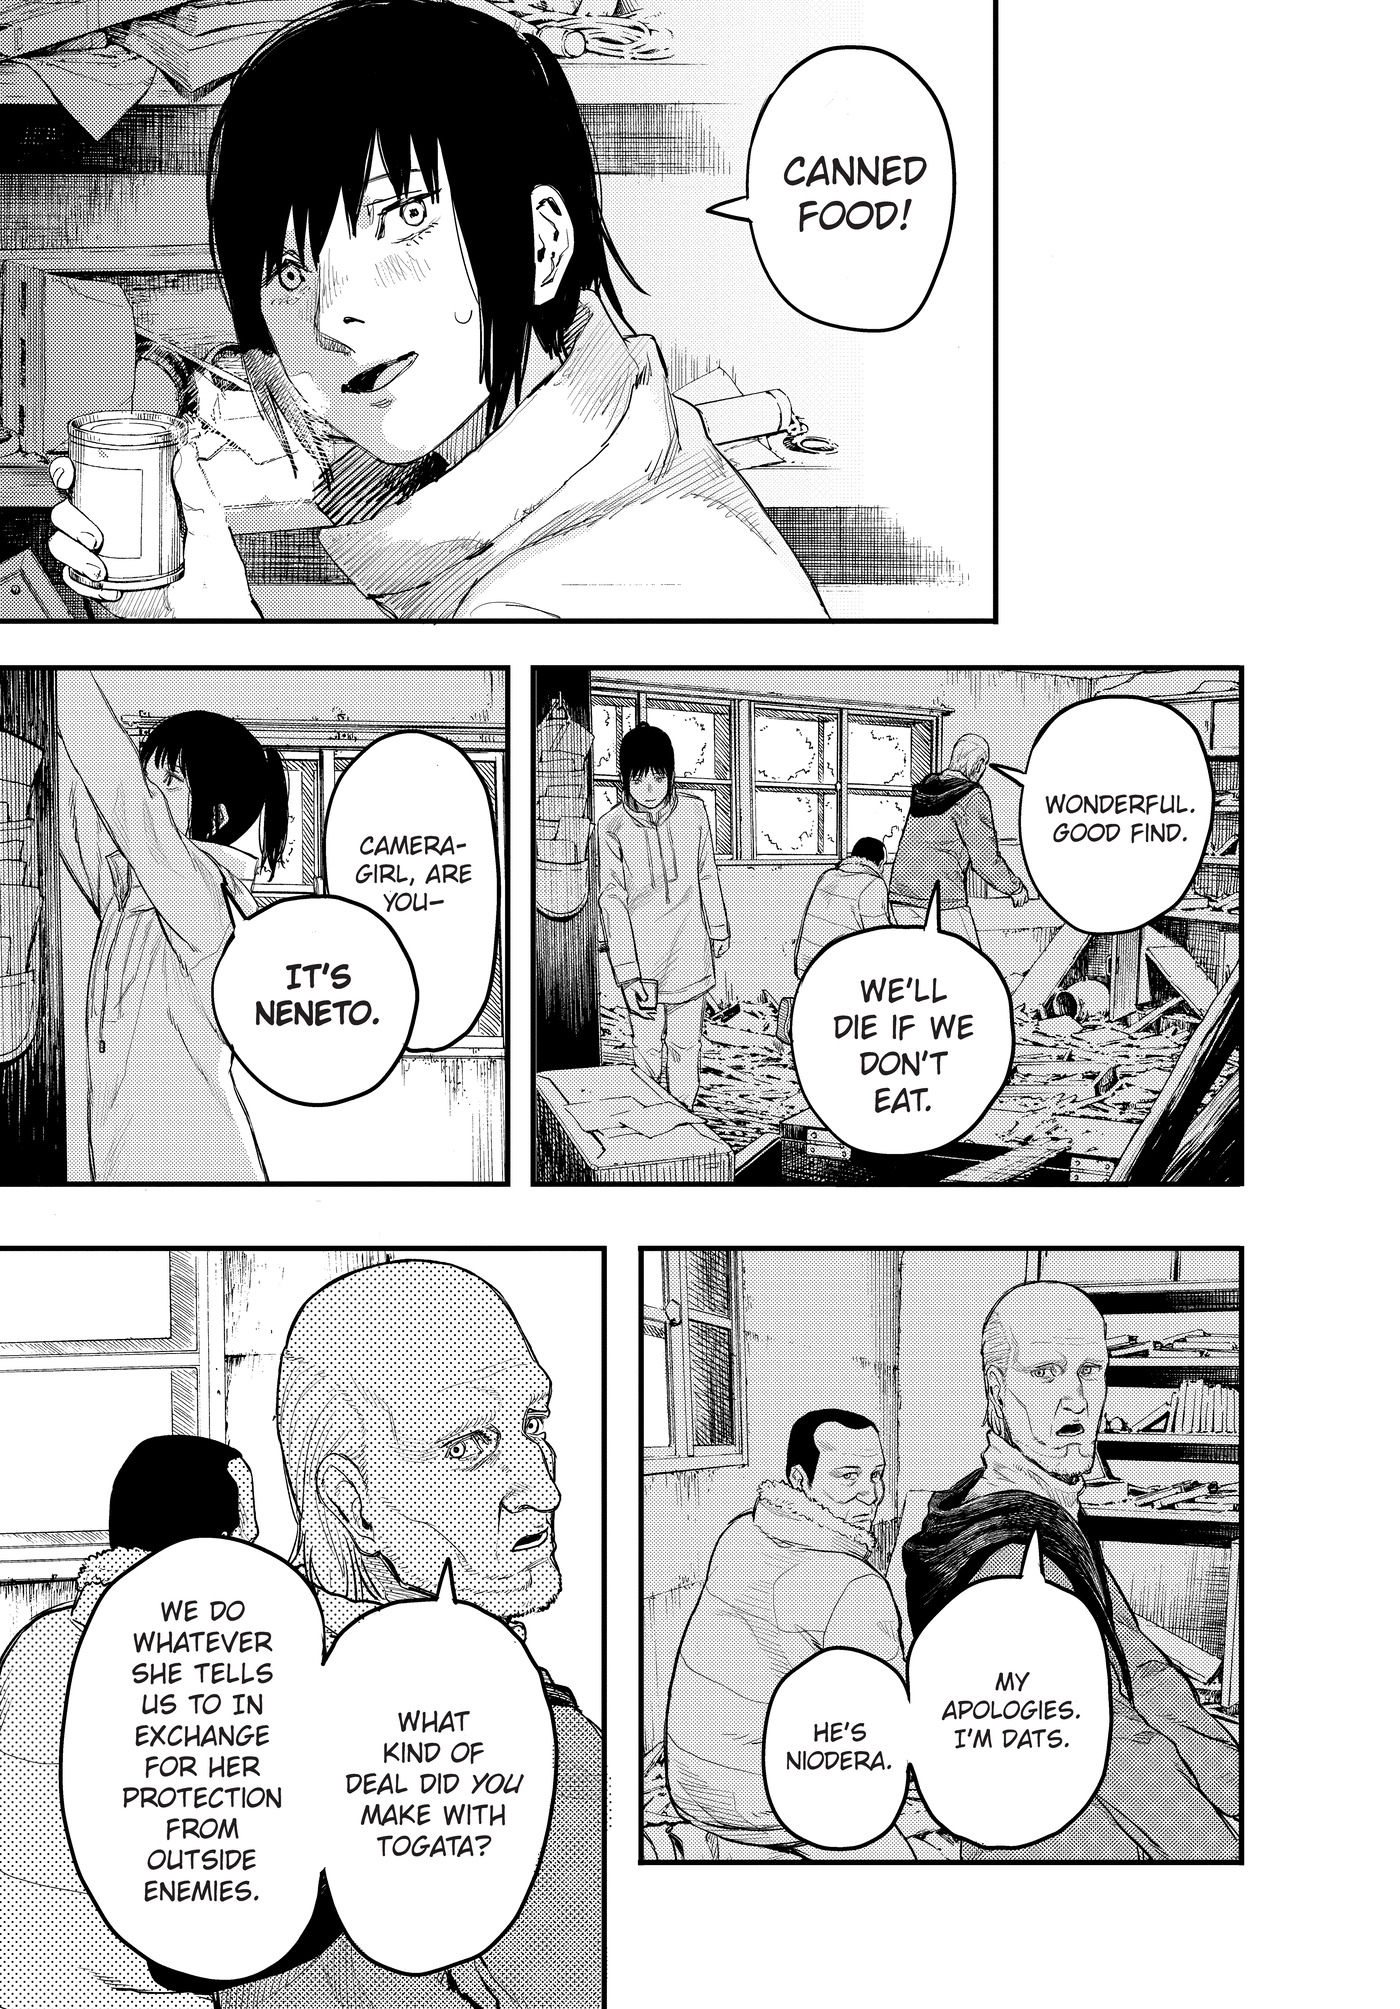 CANNED
FOOD!
WONDERFUL.
GOOD FIND.
WE'LL
DIE IF WE
DON'T
EAT.
CAMERA-
GIRL, ARE
YOU–
IT'S
NENETO.
MY
APOLOGIES.
I'M DATS.
HE'S
NIODERA.
WHAT
KIND OF
DEAL DID YOU
MAKE WITH
TOGATA?
WE DO
WHATEVER
SHE TELLS
US TO IN
EXCHANGE
FOR HER
PROTECTION
FROM
OUTSIDE
ENEMIES.